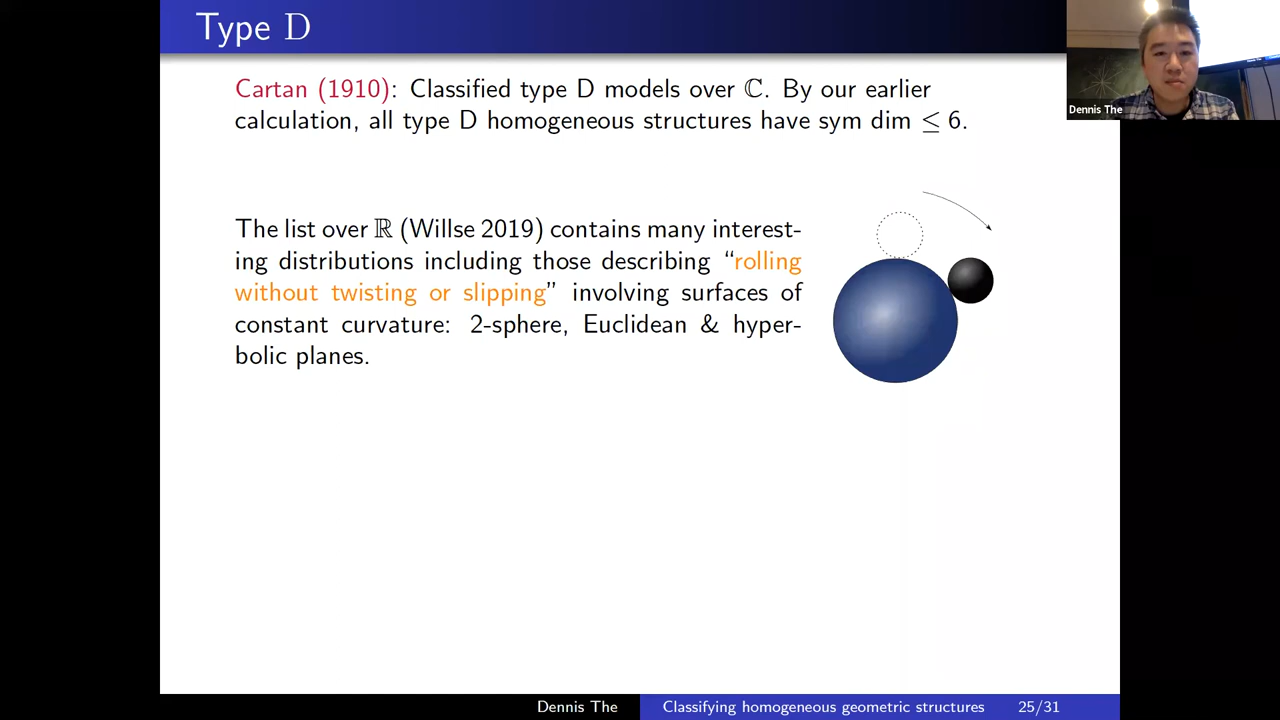 Type D
Cartan (1910): Classified type D models over ℂ. By our earlier
calculation, all type D homogeneous structures have sym dim ≤ 6.
The list over ℝ (Willse 2019) contains many interest-
ing distributions including those describing “rolling
without twisting or slipping” involving surfaces of
constant curvature: 2-sphere, Euclidean & hyper-
bolic planes.
Dennis The
Dennis The
Classifying homogeneous geometric structures
25/31